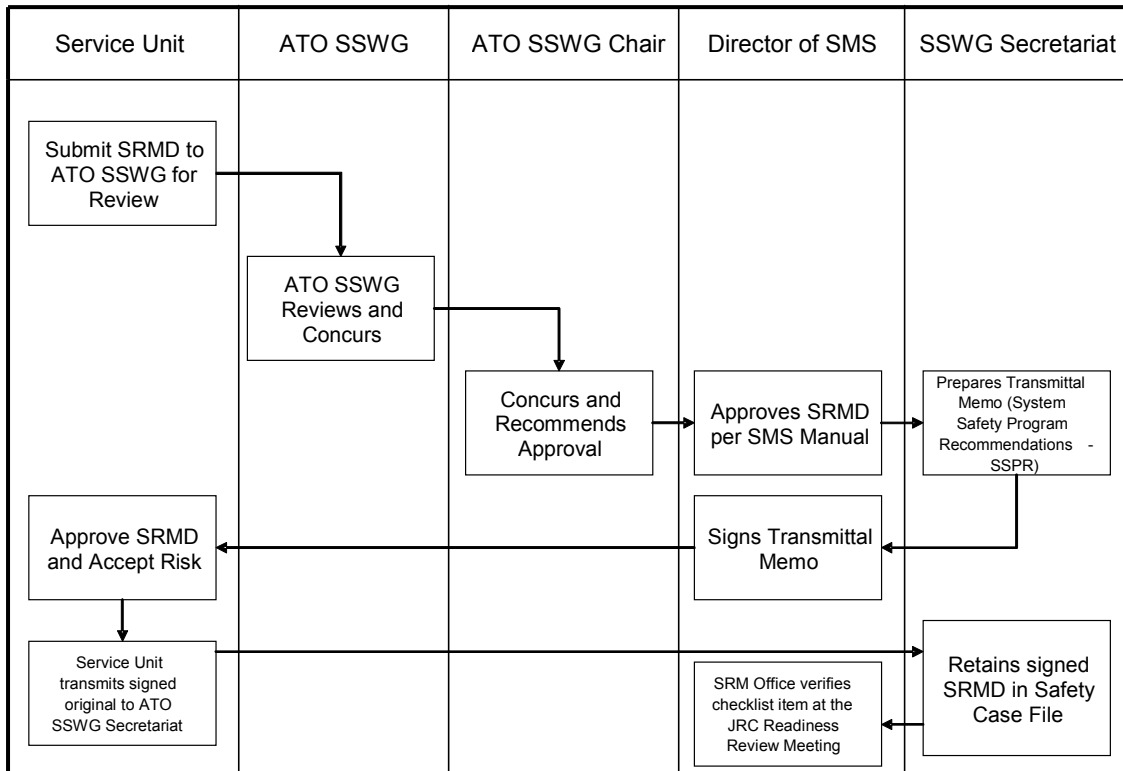 Service Unit
ATO SSWG
ATO SSWG Chair
Director of SMS
SSWG Secretariat
Submit SRMD to
ATO SSWG for
Review
ATO SSWG
Reviews and
Concurs
Concurs and
Recommends
Approval
Approves SRMD
per SMS Manual
Prepares Transmittal
Memo (System
Safety Program
Recommendations -
SSPR)
Approve SRMD
and Accept Risk
Signs Transmittal
Memo
Service Unit
transmits signed
original to ATO
SSWG Secretariat
SRM Office verifies
checklist item at the
JRC Readiness
Review Meeting
Retains signed
SRMD in Safety
Case File